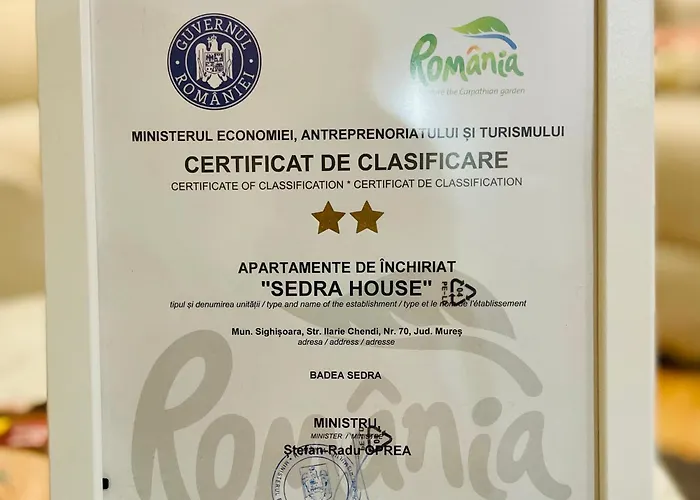 GUVERNUL
ROMÂNIEI
România
the Carpathian garden
MINISTERUL ECONOMIEI, ANTREPRENORIATULUI ȘI TURISMULUI
CERTIFICAT DE CLASIFICARE
CERTIFICATE OF CLASSIFICATION * CERTIFICAT DE CLASSIFICATION
APARTAMENTE DE ÎNCHIRIAT
"SEDRA HOUSE"
tipul și denumirea unității / type and name of the establishment / type et le nom de l'établissement
Mun. Sighișoara, Str. Ilarie Chendi, Nr. 70, Jud. Mureș
adresa / address / adresse
BADEA SEDRA
MINISTRU,
MINISTER / MINISTRE
Ștefan-Radu OPREA
România